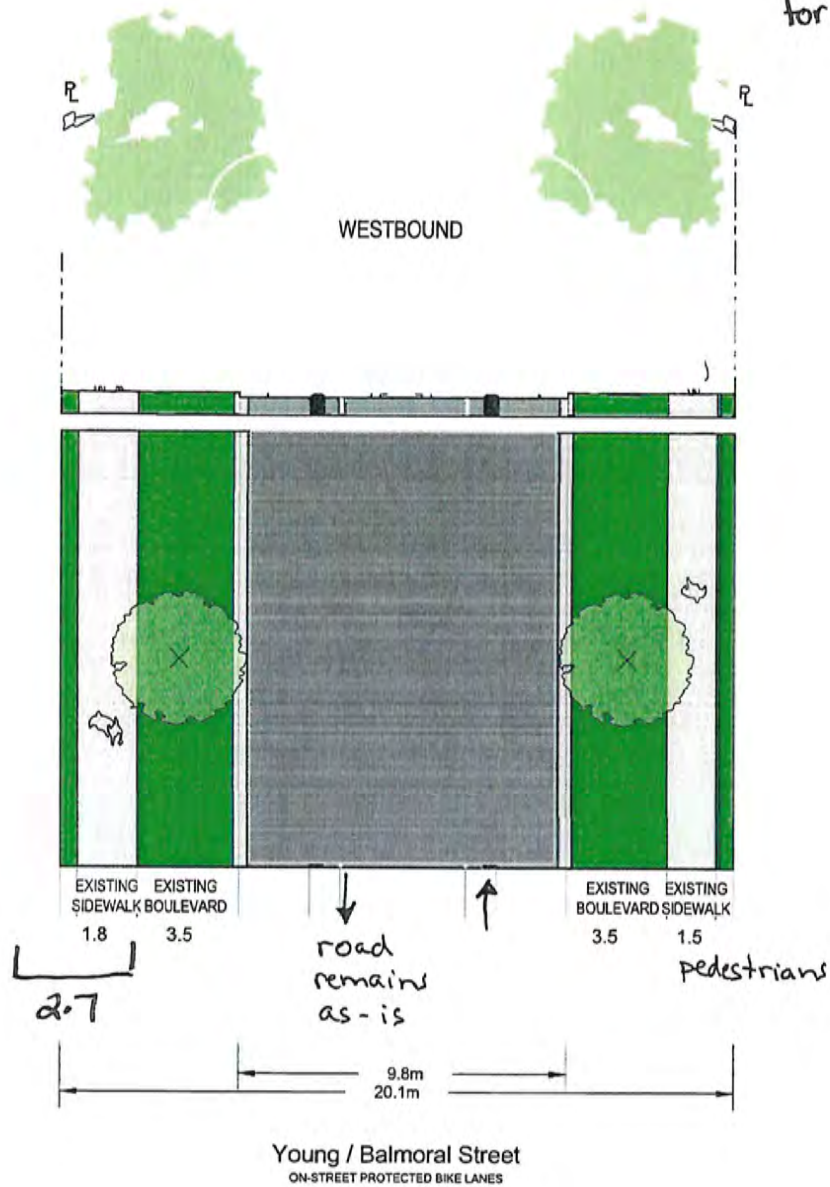 for
PL
PL
WESTBOUND
EXISTING SIDEWALK
1.8
EXISTING BOULEVARD
3.5
EXISTING BOULEVARD
3.5
EXISTING SIDEWALK
1.5
2.7
road
remains
as-is
pedestrians
9.8m
20.1m
Young / Balmoral Street
ON-STREET PROTECTED BIKE LANES